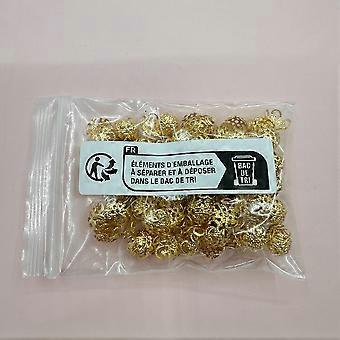 FR
ÉLÉMENTS D'EMBALLAGE
À SÉPARER ET À DÉPOSER
DANS LE BAC DE TRI
BAC
DE
TRI